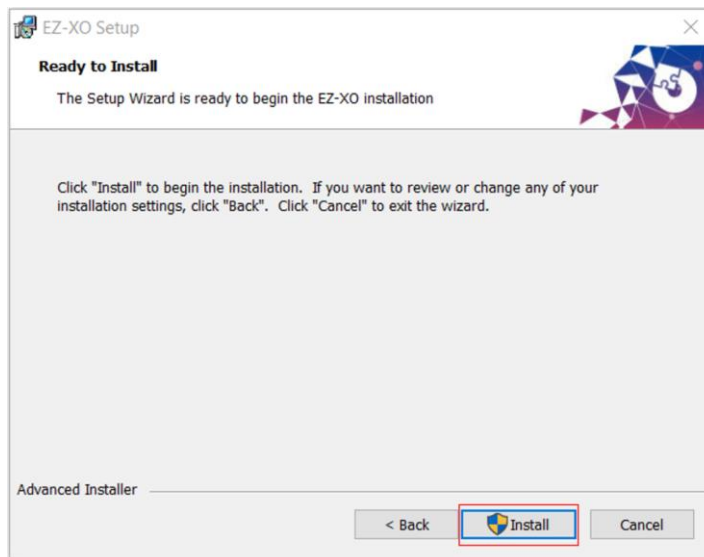 EZ-XO Setup
Ready to Install
The Setup Wizard is ready to begin the EZ-XO installation
Click "Install" to begin the installation.  If you want to review or change any of your
installation settings, click "Back".  Click "Cancel" to exit the wizard.
Advanced Installer
< Back Install Cancel